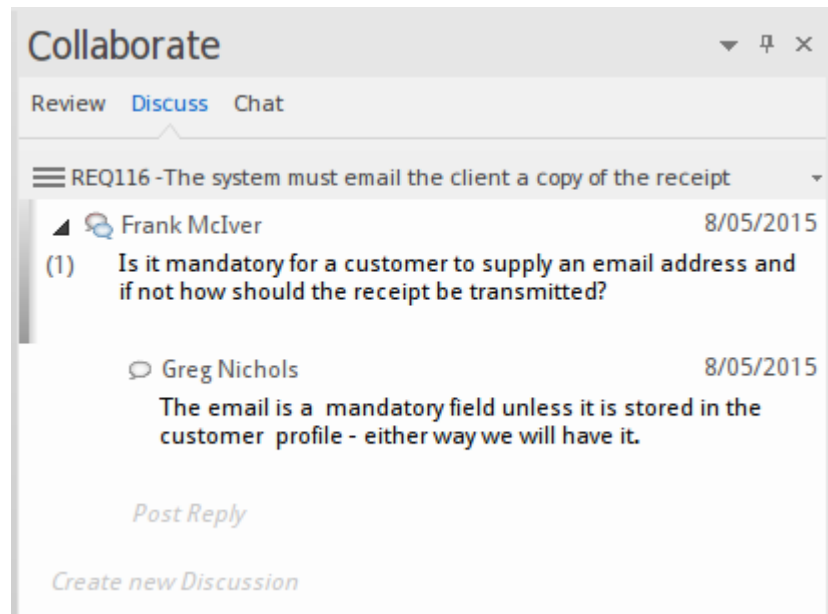 Collaborate
Review Discuss Chat
REQ116 -The system must email the client a copy of the receipt
Frank McIver 8/05/2015
(1) Is it mandatory for a customer to supply an email address and
if not how should the receipt be transmitted?
Greg Nichols 8/05/2015
The email is a mandatory field unless it is stored in the
customer profile - either way we will have it.
Post Reply
Create new Discussion